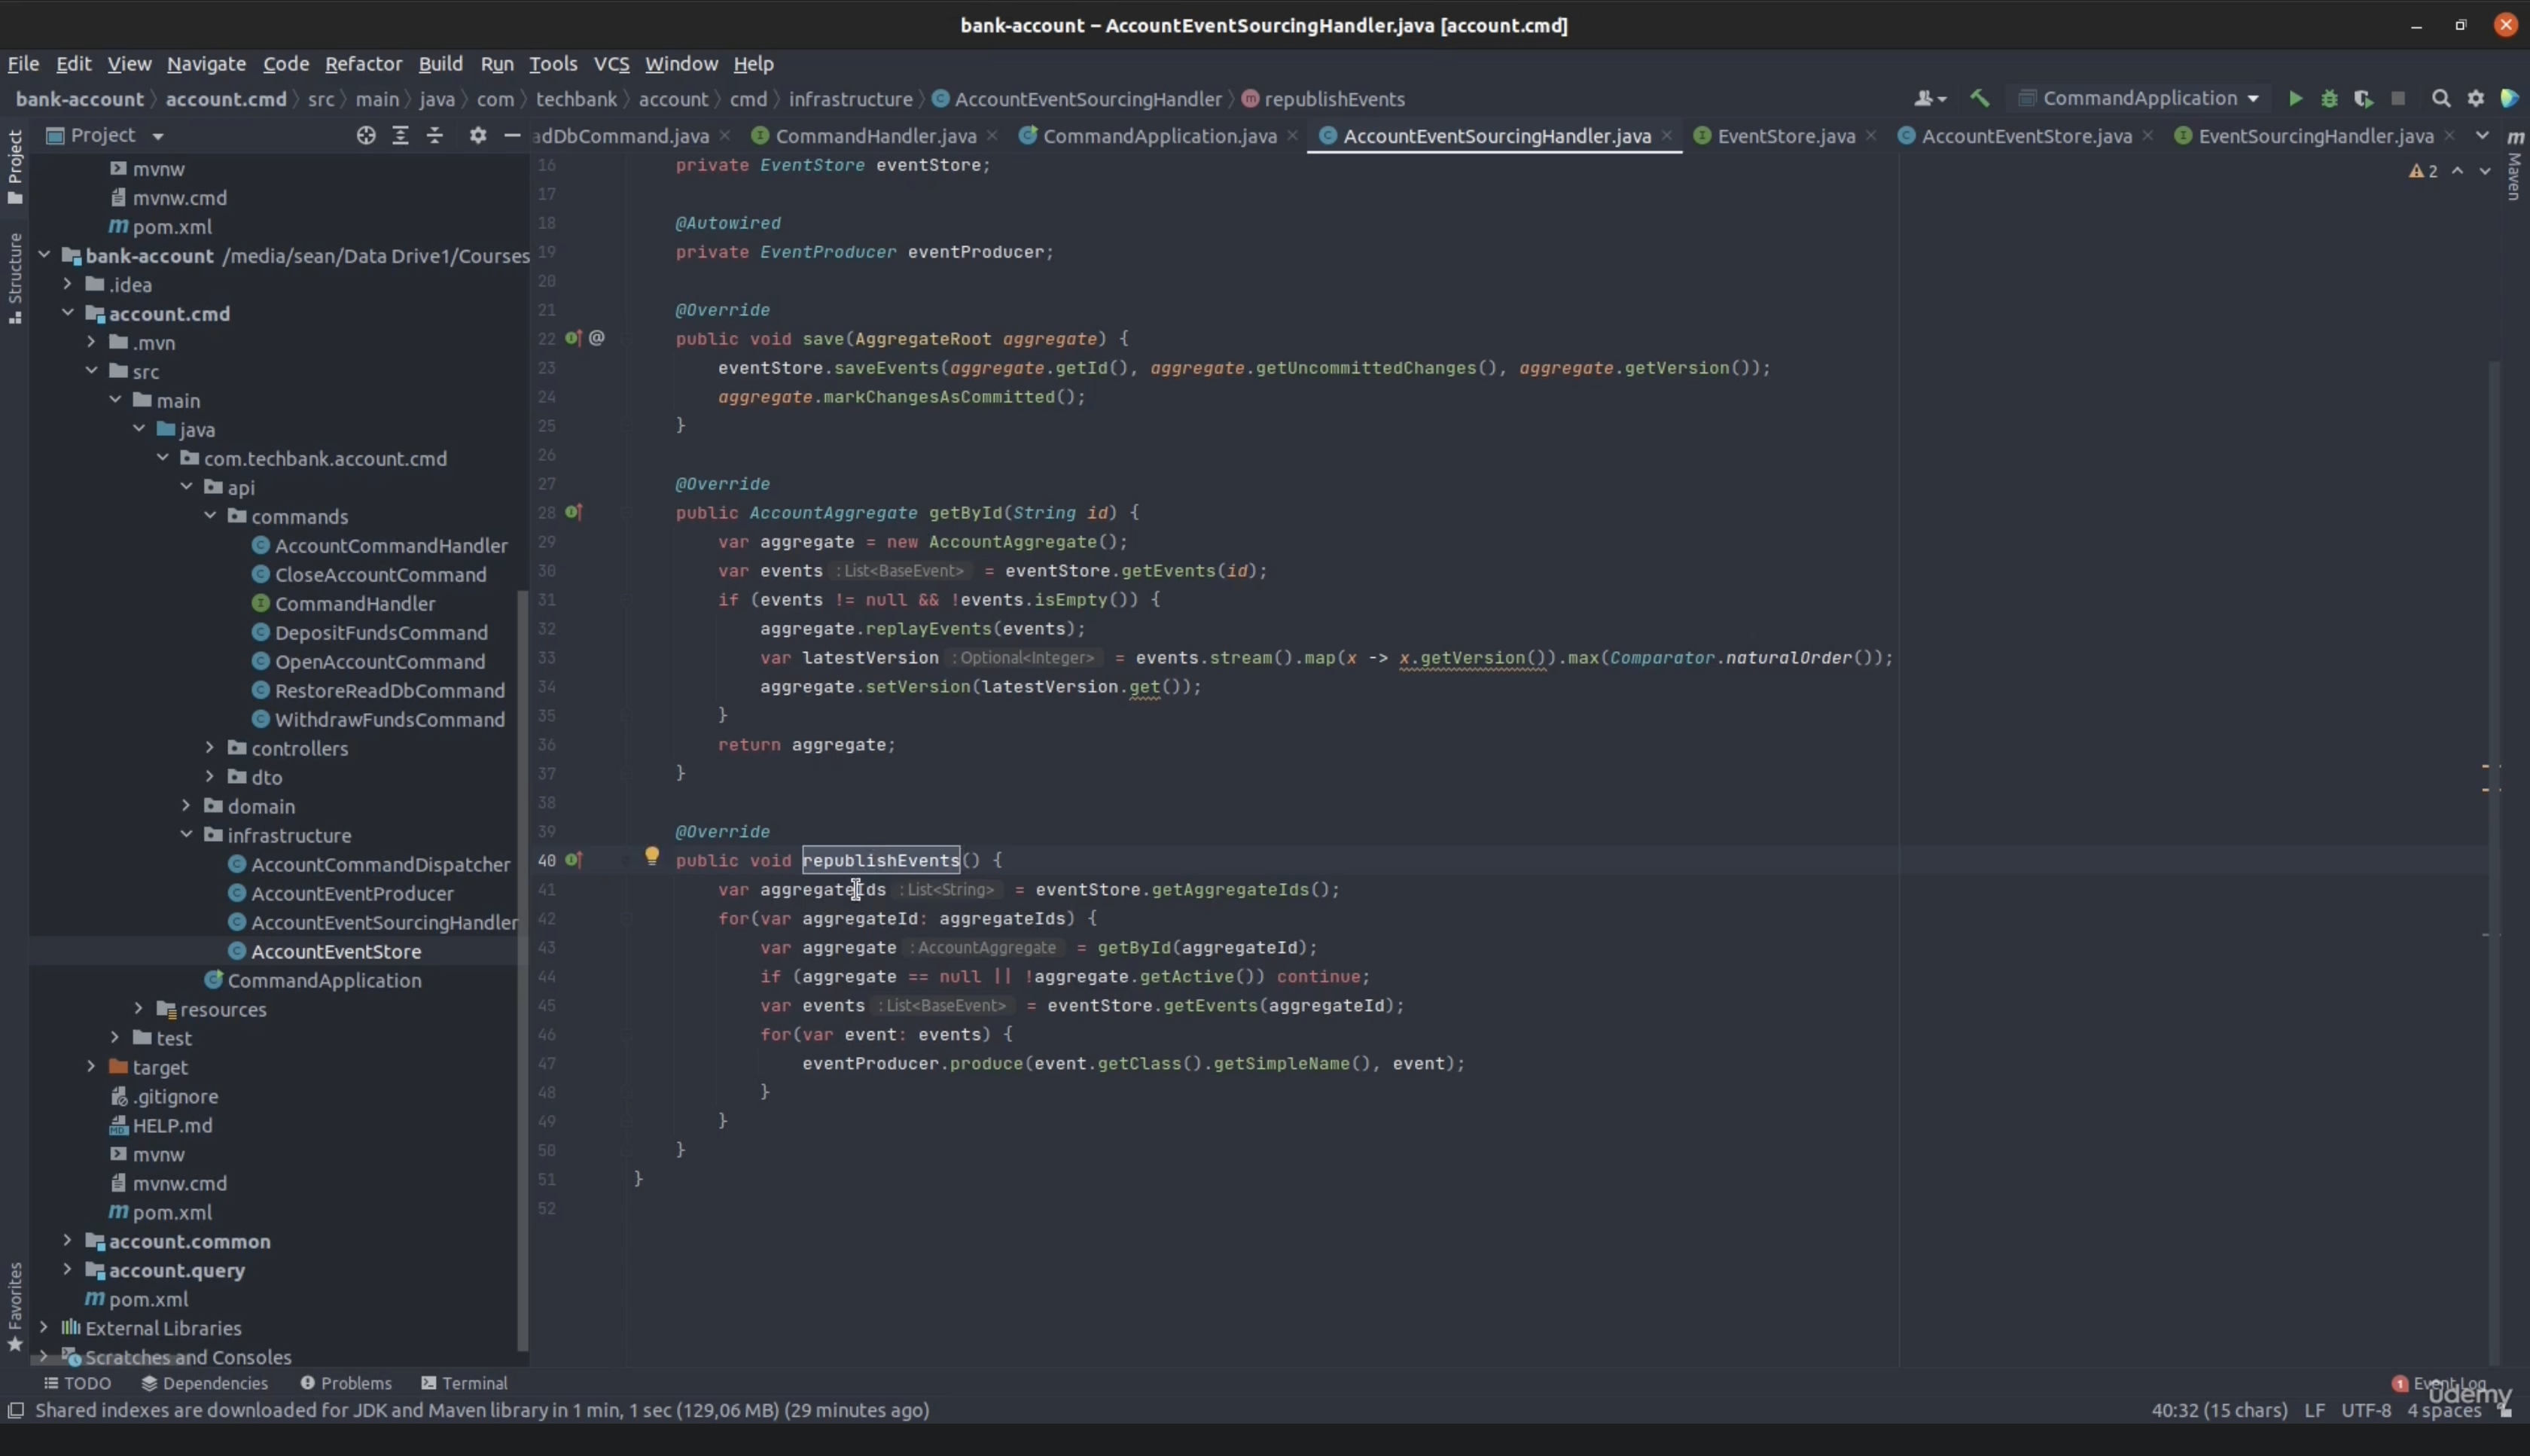 bank-account – AccountEventSourcingHandler.java [account.cmd]
File Edit View Navigate Code Refactor Build Run Tools VCS Window Help
bank-account account.cmd src main java com techbank account cmd infrastructure AccountEventSourcingHandler republishEvents
CommandApplication
Project
adDbCommand.java CommandHandler.java CommandApplication.java AccountEventSourcingHandler.java EventStore.java AccountEventStore.java EventSourcingHandler.java
Project
Structure
Favorites
Maven
mvnw
mvnw.cmd
pom.xml
bank-account /media/sean/Data Drive1/Courses
.idea
account.cmd
.mvn
src
main
java
com.techbank.account.cmd
api
commands
AccountCommandHandler
CloseAccountCommand
CommandHandler
DepositFundsCommand
OpenAccountCommand
RestoreReadDbCommand
WithdrawFundsCommand
controllers
dto
domain
infrastructure
AccountCommandDispatcher
AccountEventProducer
AccountEventSourcingHandler
AccountEventStore
CommandApplication
resources
test
target
.gitignore
HELP.md
mvnw
mvnw.cmd
pom.xml
account.common
account.query
pom.xml
External Libraries
Scratches and Consoles
2
16 private EventStore eventStore;
17
18 @Autowired
19 private EventProducer eventProducer;
20
21 @Override
22 public void save(AggregateRoot aggregate) {
23 eventStore.saveEvents(aggregate.getId(), aggregate.getUncommittedChanges(), aggregate.getVersion());
24 aggregate.markChangesAsCommitted();
25 }
26
27 @Override
28 public AccountAggregate getById(String id) {
29 var aggregate = new AccountAggregate();
30 var events :List<BaseEvent> = eventStore.getEvents(id);
31 if (events != null && !events.isEmpty()) {
32 aggregate.replayEvents(events);
33 var latestVersion :Optional<Integer> = events.stream().map(x -> x.getVersion()).max(Comparator.naturalOrder());
34 aggregate.setVersion(latestVersion.get());
35 }
36 return aggregate;
37 }
38
39 @Override
40 public void republishEvents() {
41 var aggregateIds :List<String> = eventStore.getAggregateIds();
42 for(var aggregateId: aggregateIds) {
43 var aggregate :AccountAggregate = getById(aggregateId);
44 if (aggregate == null || !aggregate.getActive()) continue;
45 var events :List<BaseEvent> = eventStore.getEvents(aggregateId);
46 for(var event: events) {
47 eventProducer.produce(event.getClass().getSimpleName(), event);
48 }
49 }
50 }
51 }
52
TODO Dependencies Problems Terminal
1 Event Log
udemy
Shared indexes are downloaded for JDK and Maven library in 1 min, 1 sec (129,06 MB) (29 minutes ago)
40:32 (15 chars) LF UTF-8 4 spaces